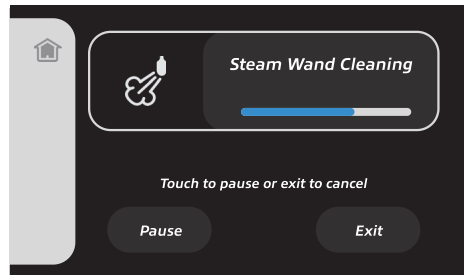 Steam Wand Cleaning
Touch to pause or exit to cancel
Pause
Exit